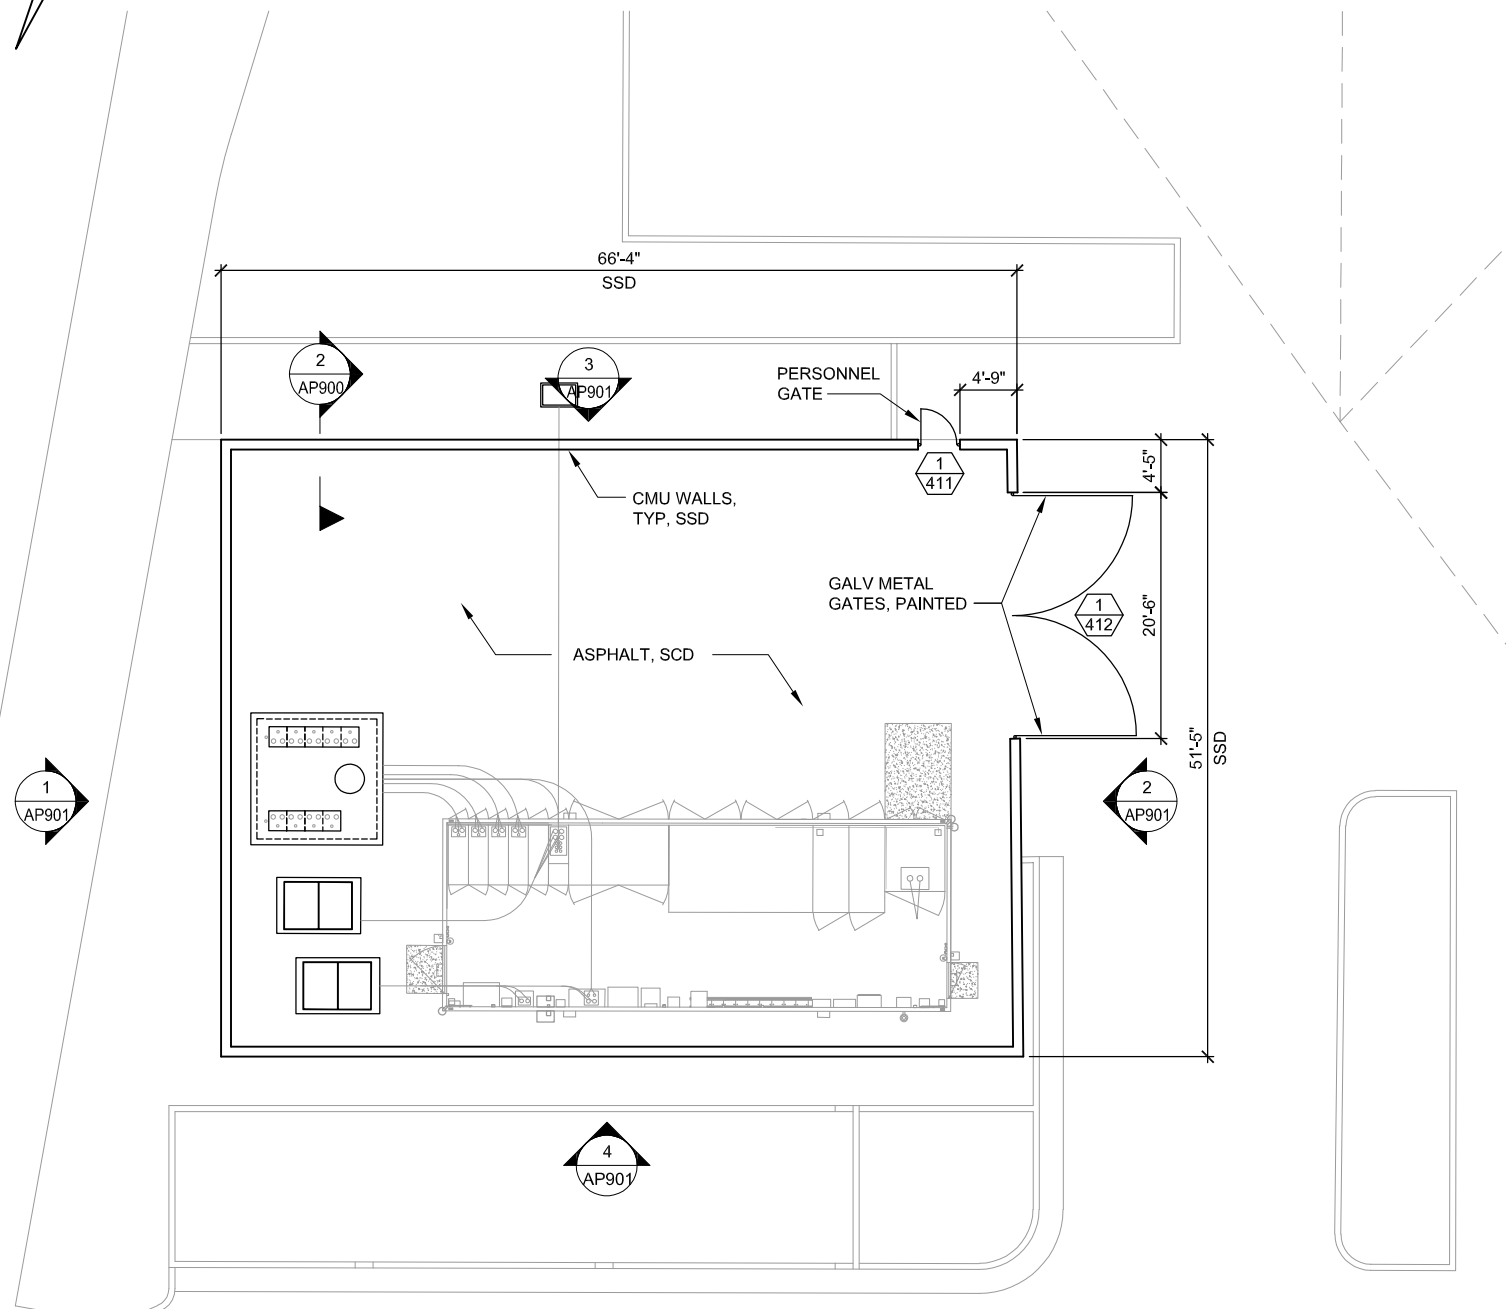 66'-4"
SSD
2
AP900
3
AP901
PERSONNEL
GATE
4'-9"
1
411
4'-5"
CMU WALLS,
TYP, SSD
GALV METAL
GATES, PAINTED
1
412
20'-6"
ASPHALT, SCD
51'-5"
SSD
1
AP901
2
AP901
4
AP901